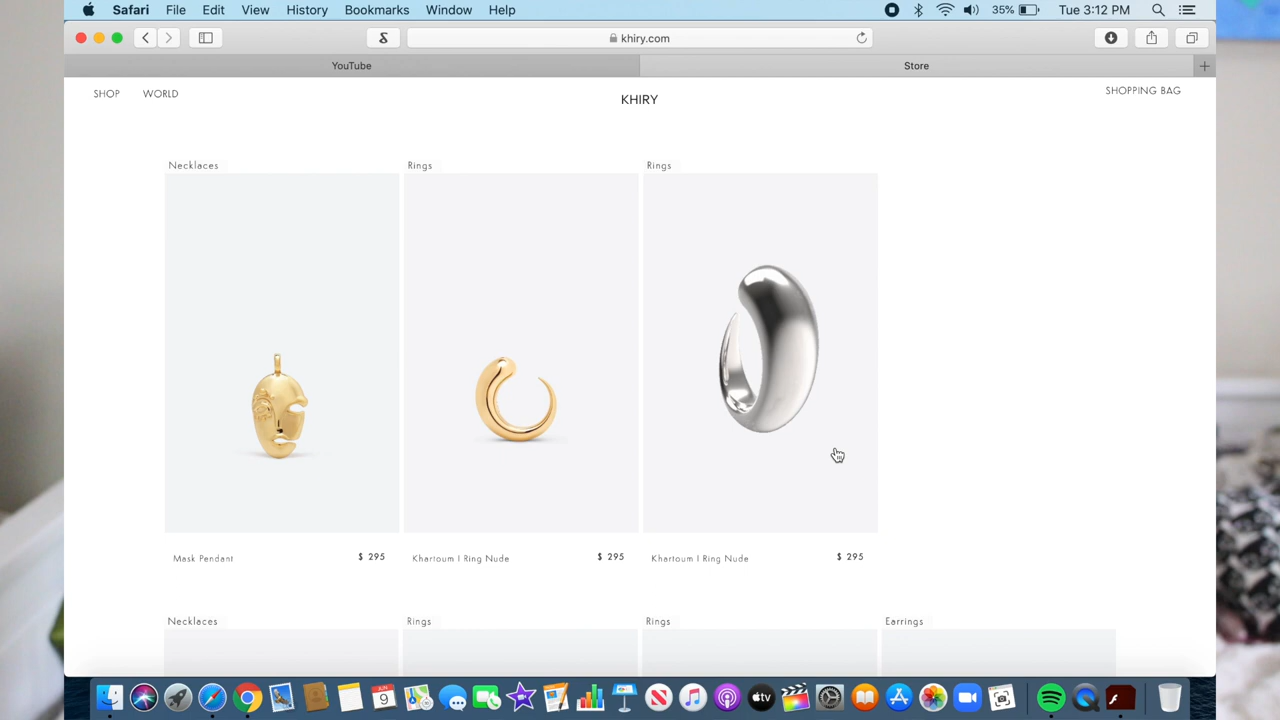 Safari File Edit View History Bookmarks Window Help 35% Tue 3:12 PM
khiry.com
YouTube Store
SHOP WORLD KHIRY SHOPPING BAG
Necklaces Rings Rings
Mask Pendant $ 295 Khartoum I Ring Nude $ 295 Khartoum I Ring Nude $ 295
Necklaces Rings Rings Earrings
9
tv